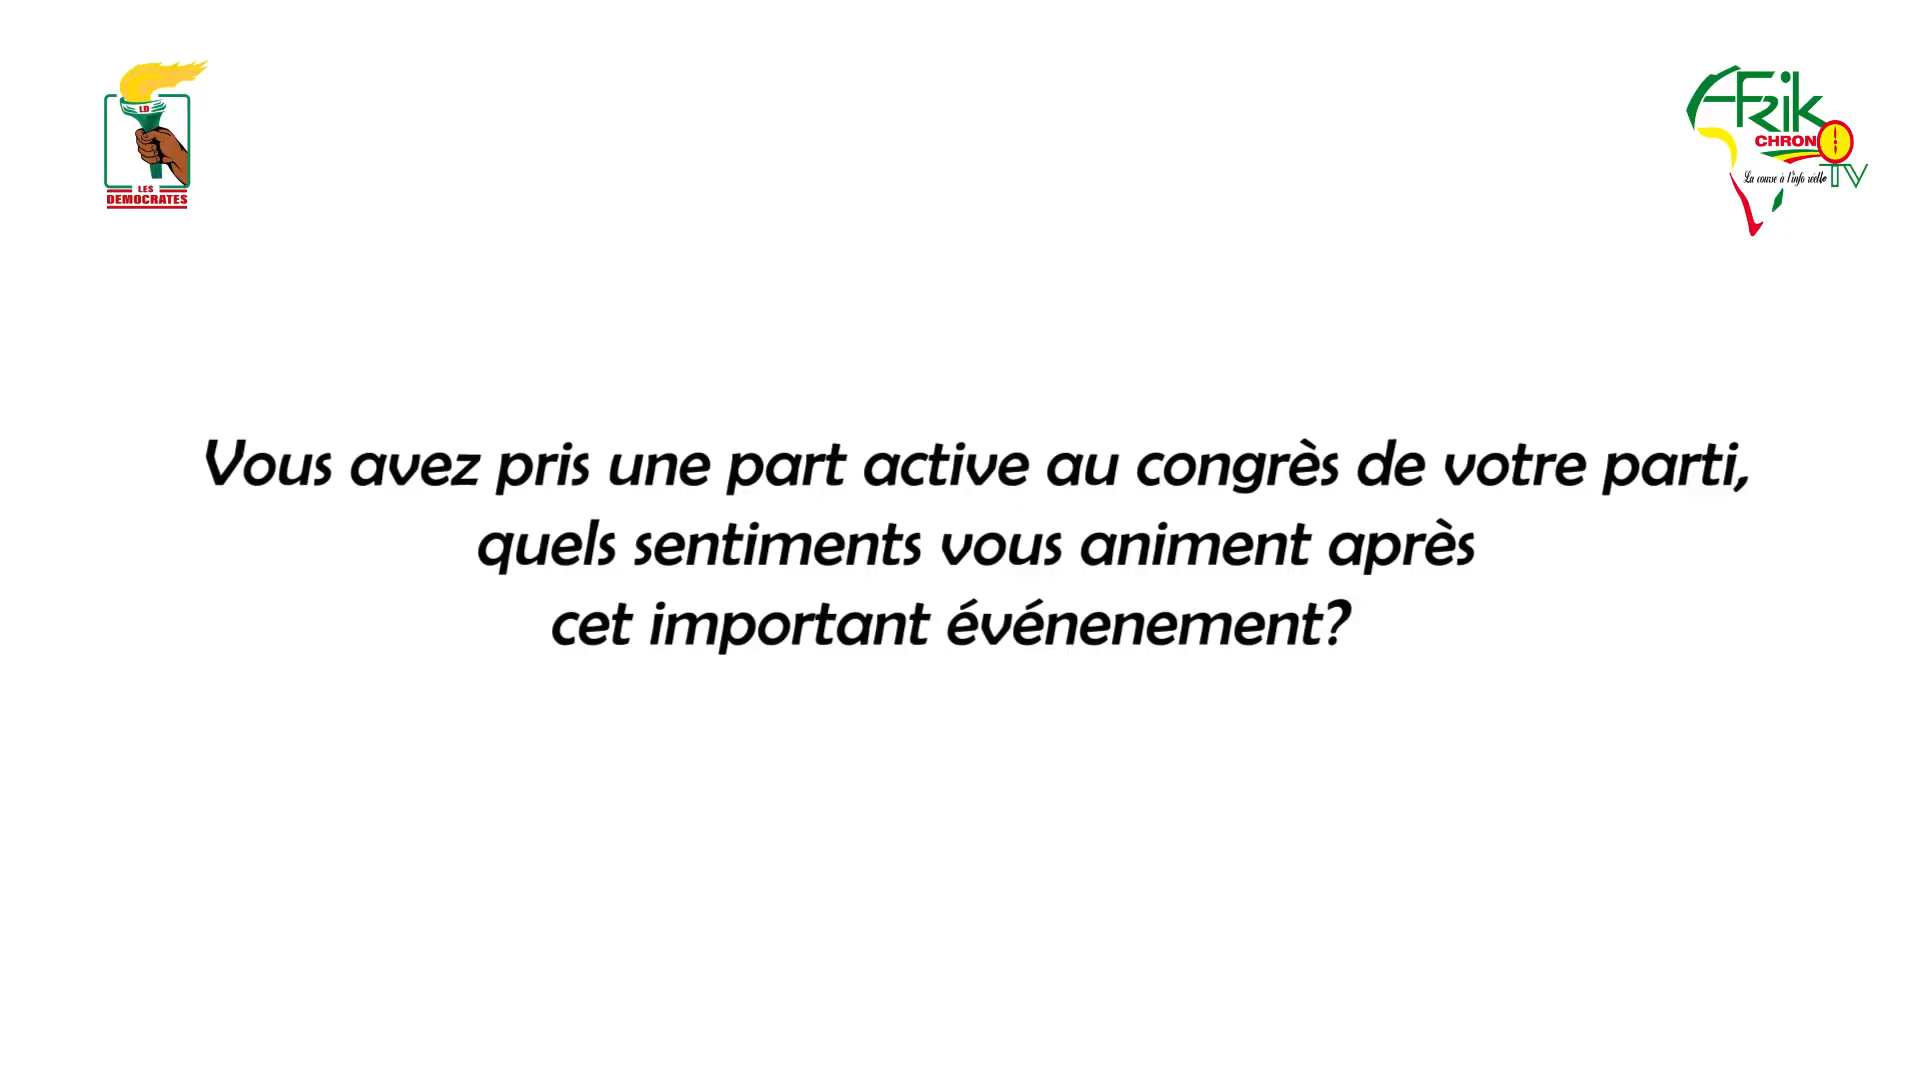 LD
LES
DEMOCRATES
AFRIK
CHRONO
La course à l'info réelle TV
Vous avez pris une part active au congrès de votre parti,
quels sentiments vous animent après
cet important événenement?